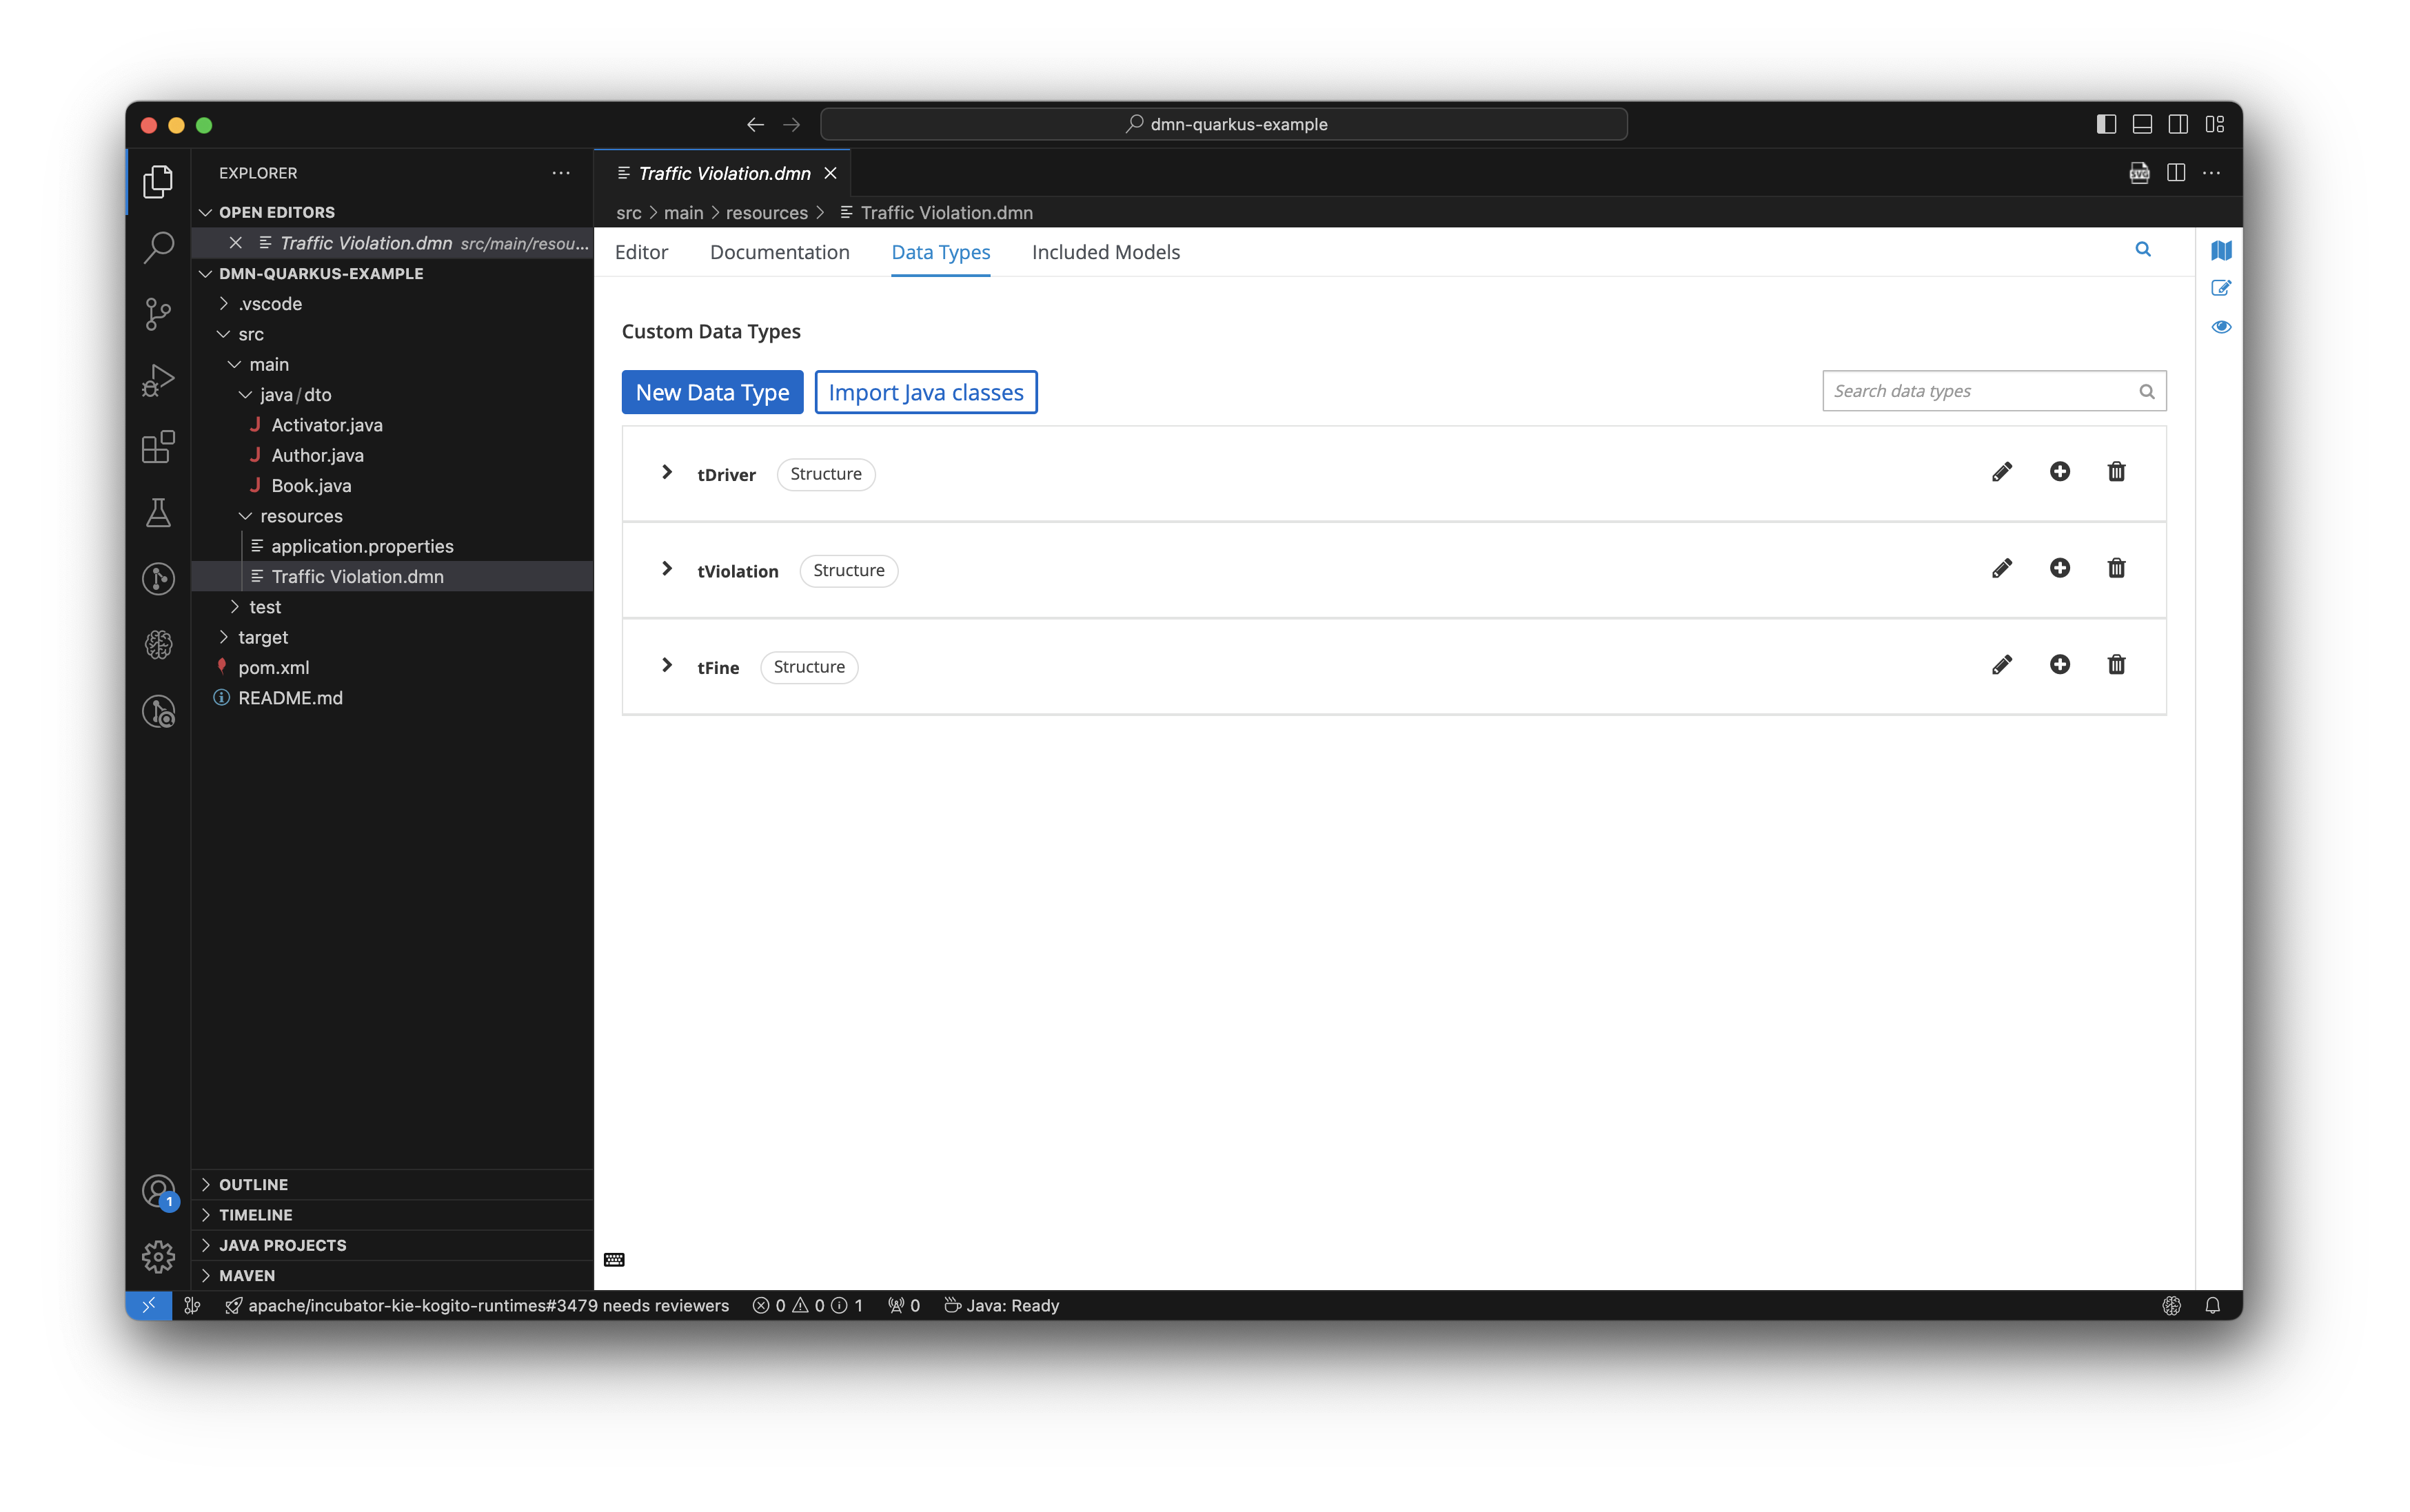 dmn-quarkus-example
EXPLORER
OPEN EDITORS
Traffic Violation.dmn src/main/resou...
DMN-QUARKUS-EXAMPLE
.vscode
src
main
java/dto
J Activator.java
J Author.java
J Book.java
resources
application.properties
Traffic Violation.dmn
test
target
pom.xml
README.md
OUTLINE
TIMELINE
JAVA PROJECTS
MAVEN
1
Traffic Violation.dmn
SVG
src > main > resources > Traffic Violation.dmn
Editor Documentation Data Types Included Models
Custom Data Types
New Data Type Import Java classes Search data types
tDriver Structure
tViolation Structure
tFine Structure
apache/incubator-kie-kogito-runtimes#3479 needs reviewers 0 0 1 0 Java: Ready